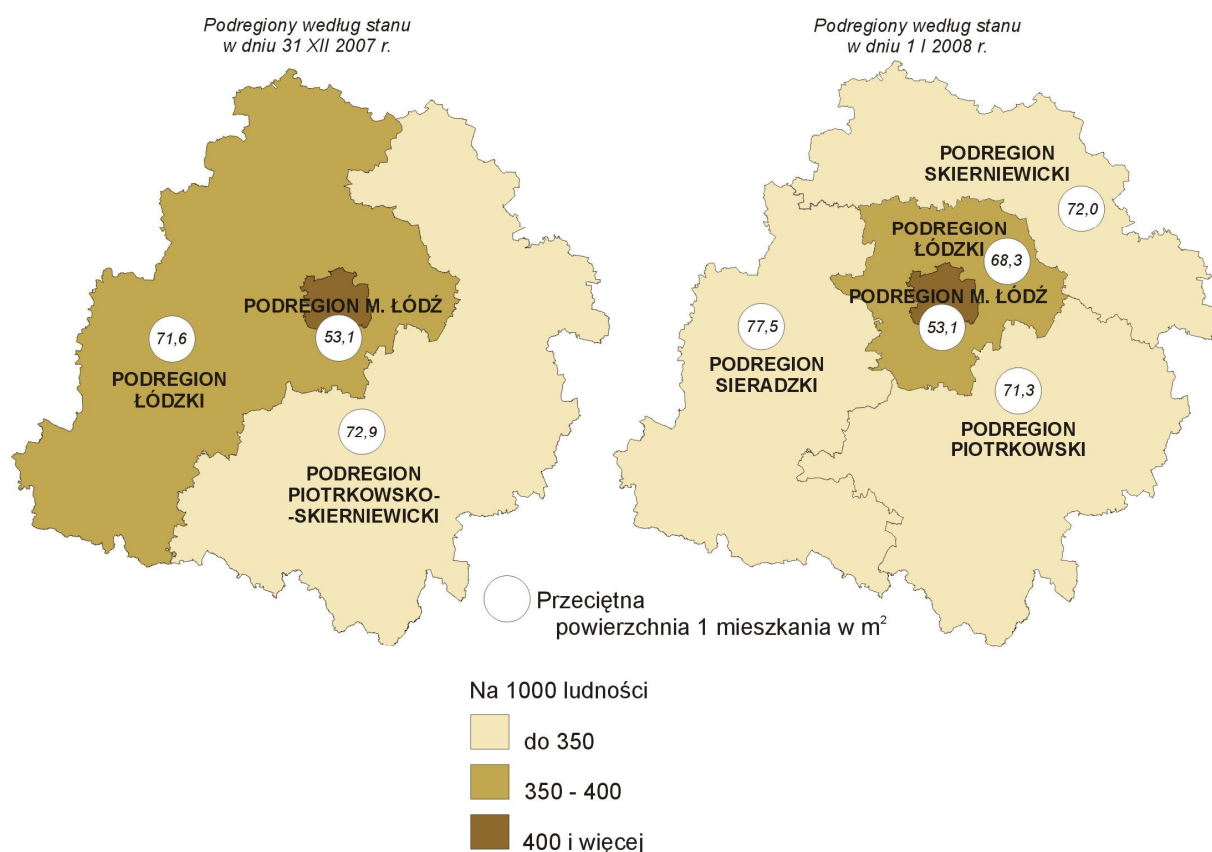 Podregiony według stanu
w dniu 31 XII 2007 r.
71,6
PODREGION
ŁÓDZKI
PODREGION M. ŁÓDŹ
53,1
72,9
PODREGION
PIOTRKOWSKO-
-SKIERNIEWICKI
Podregiony według stanu
w dniu 1 I 2008 r.
PODREGION
SKIERNIEWICKI
72,0
PODREGION
ŁÓDZKI
68,3
PODREGION M. ŁÓDŹ
53,1
77,5
PODREGION
SIERADZKI
71,3
PODREGION
PIOTRKOWSKI
Przeciętna
powierzchnia 1 mieszkania w m²
Na 1000 ludności
do 350
350 - 400
400 i więcej